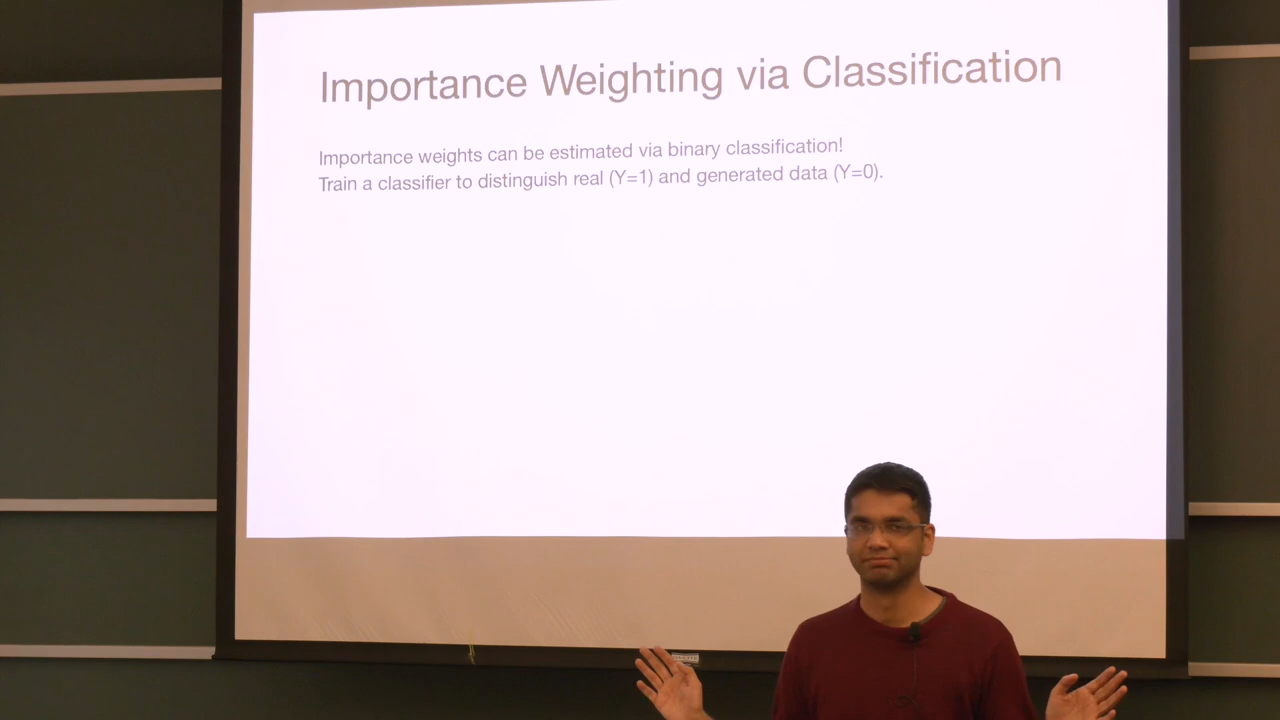 Importance Weighting via Classification
Importance weights can be estimated via binary classification!
Train a classifier to distinguish real (Y=1) and generated data (Y=0).